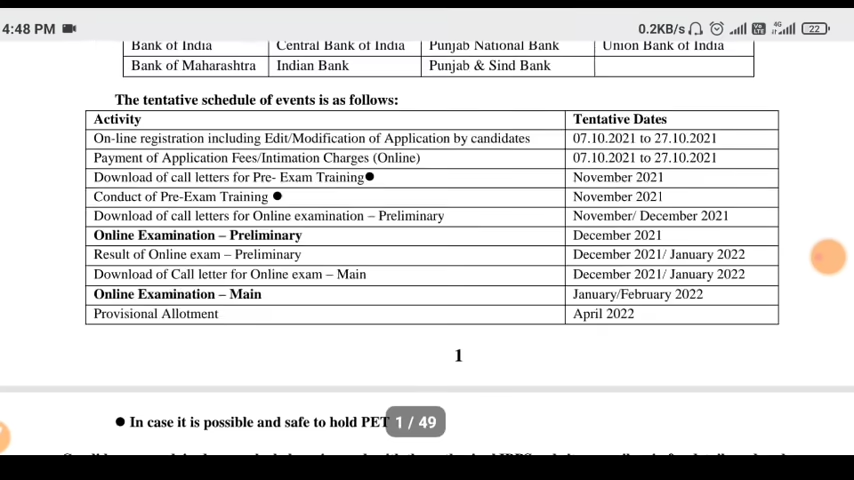 4:48 PM 0.2KB/s 4G 22
Bank of India Central Bank of India Punjab National Bank Union Bank of India
Bank of Maharashtra Indian Bank Punjab & Sind Bank
The tentative schedule of events is as follows:
Activity Tentative Dates
On-line registration including Edit/Modification of Application by candidates 07.10.2021 to 27.10.2021
Payment of Application Fees/Intimation Charges (Online) 07.10.2021 to 27.10.2021
Download of call letters for Pre- Exam Training● November 2021
Conduct of Pre-Exam Training ● November 2021
Download of call letters for Online examination – Preliminary November/ December 2021
Online Examination – Preliminary December 2021
Result of Online exam – Preliminary December 2021/ January 2022
Download of Call letter for Online exam – Main December 2021/ January 2022
Online Examination – Main January/February 2022
Provisional Allotment April 2022
1
● In case it is possible and safe to hold PET 1 / 49